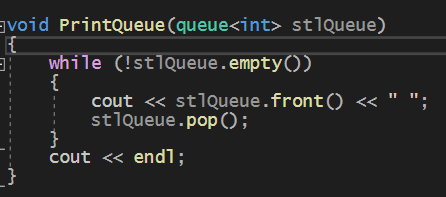 void PrintQueue(queue<int> stlQueue)
{
    while (!stlQueue.empty())
    {
        cout << stlQueue.front() << " ";
        stlQueue.pop();
    }
    cout << endl;
}